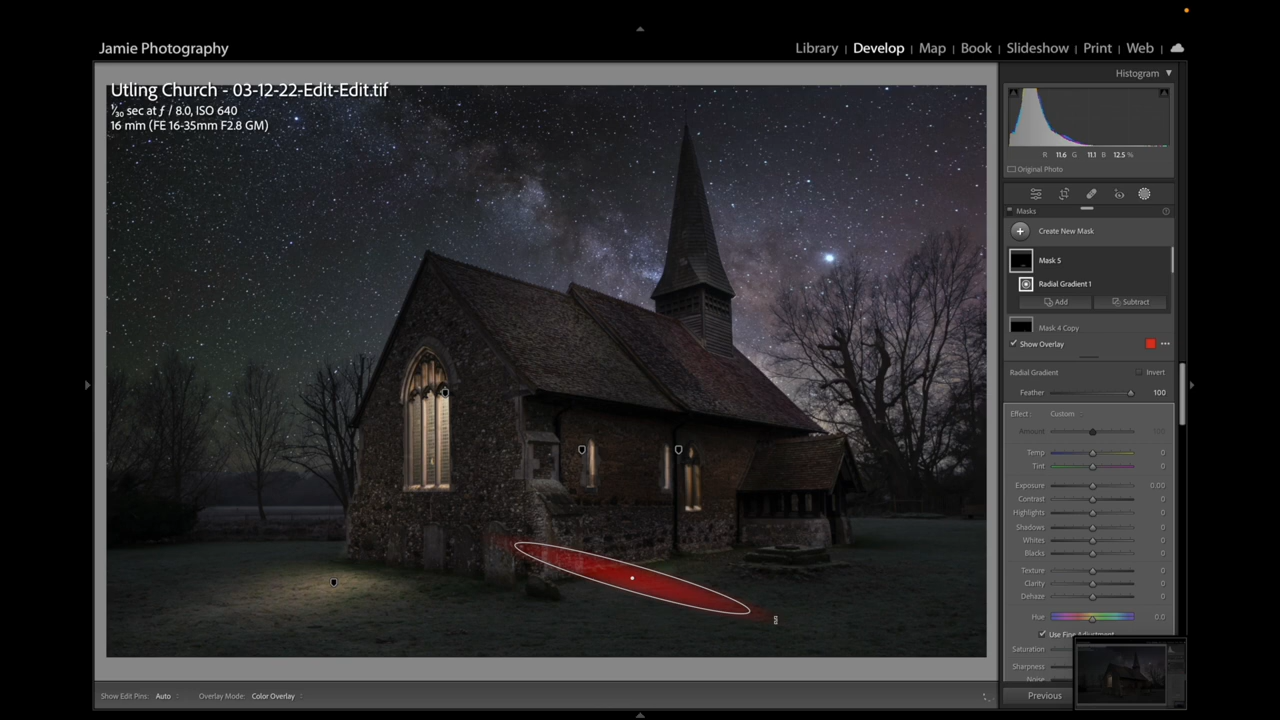 Jamie Photography
Library | Develop | Map | Book | Slideshow | Print | Web
Histogram
Utling Church - 03-12-22-Edit-Edit.tif
1/30 sec at ƒ / 8.0, ISO 640
16 mm (FE 16-35mm F2.8 GM)
R 11.6 G 11.1 B 12.5 %
Original Photo
Masks
Create New Mask
Mask 5
Radial Gradient 1
Add Subtract
Mask 4 Copy
Show Overlay
Radial Gradient Invert
Feather 100
Effect: Custom
Amount 100
Temp 0
Tint 0
Exposure 0.00
Contrast 0
Highlights 0
Shadows 0
Whites 0
Blacks 0
Texture 0
Clarity 0
Dehaze 0
Hue 0.0
Use Fine Adjustment
Saturation
Sharpness
Noise
Show Edit Pins: Auto Overlay Mode: Color Overlay
Previous